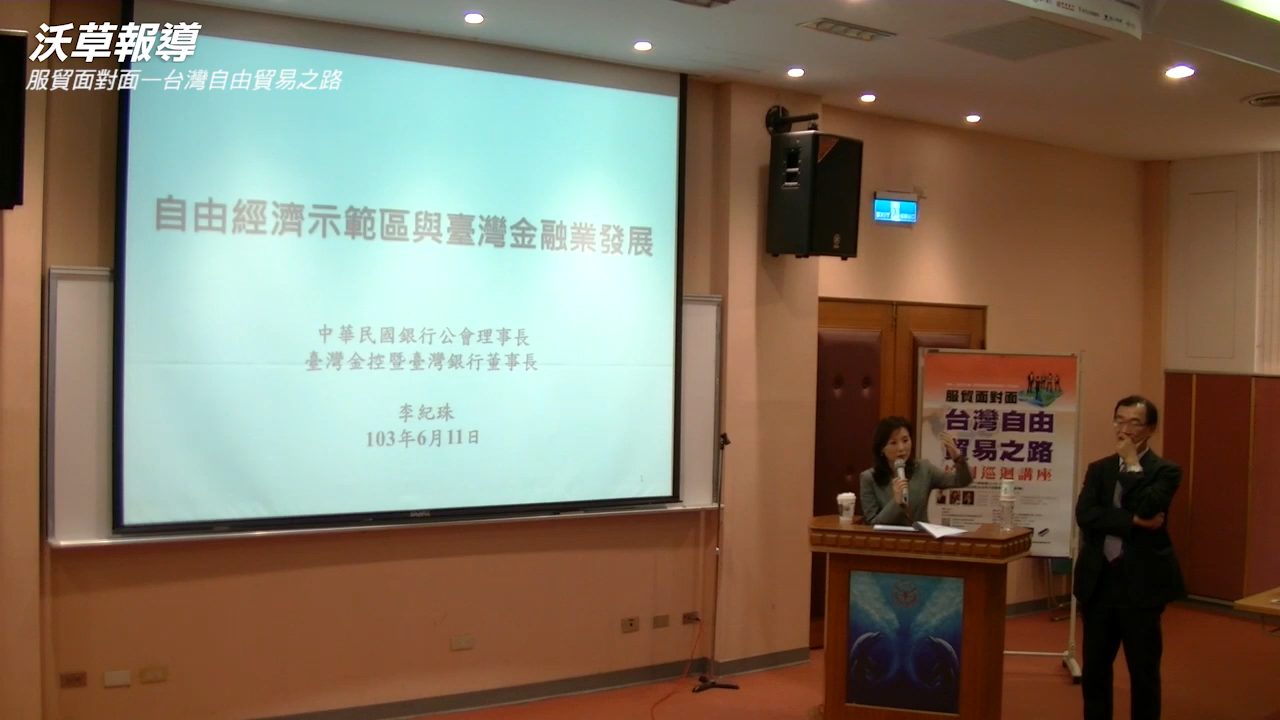 沃草報導
服貿面對面—台灣自由貿易之路
自由經濟示範區與臺灣金融業發展
中華民國銀行公會理事長
臺灣金控暨臺灣銀行董事長
李紀珠
103年6月11日
服貿面對面
台灣自由
貿易之路
巡迴講座